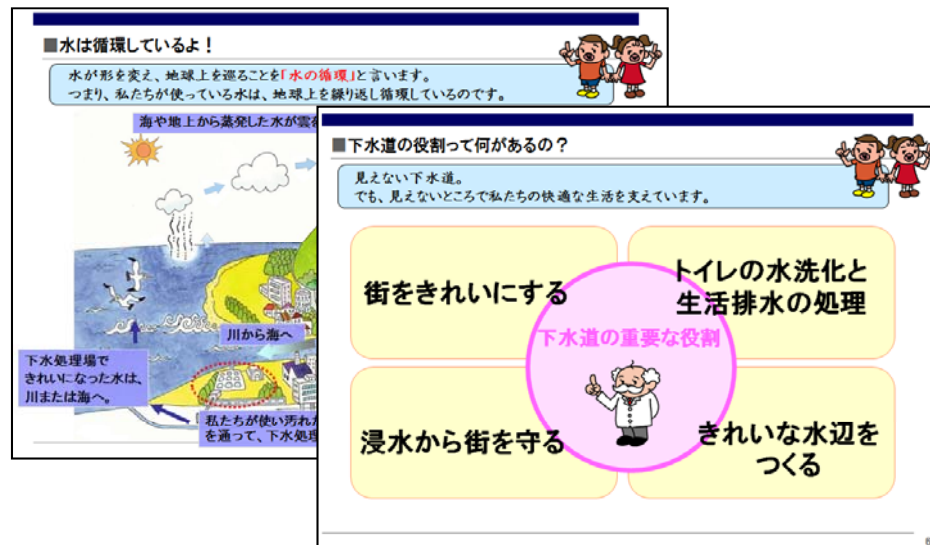 ■水は循環しているよ！
水が形を変え、地球上を巡ることを「水の循環」と言います。
つまり、私たちが使っている水は、地球上を繰り返し循環しているのです。
海や地上から蒸発した水が雲を
川から海へ
下水処理場で
きれいになった水は、
川または海へ。
私たちが使い汚れた
を通って、下水処理
■下水道の役割って何があるの？
見えない下水道。
でも、見えないところで私たちの快適な生活を支えています。
街をきれいにする
トイレの水洗化と
生活排水の処理
下水道の重要な役割
浸水から街を守る
きれいな水辺を
つくる